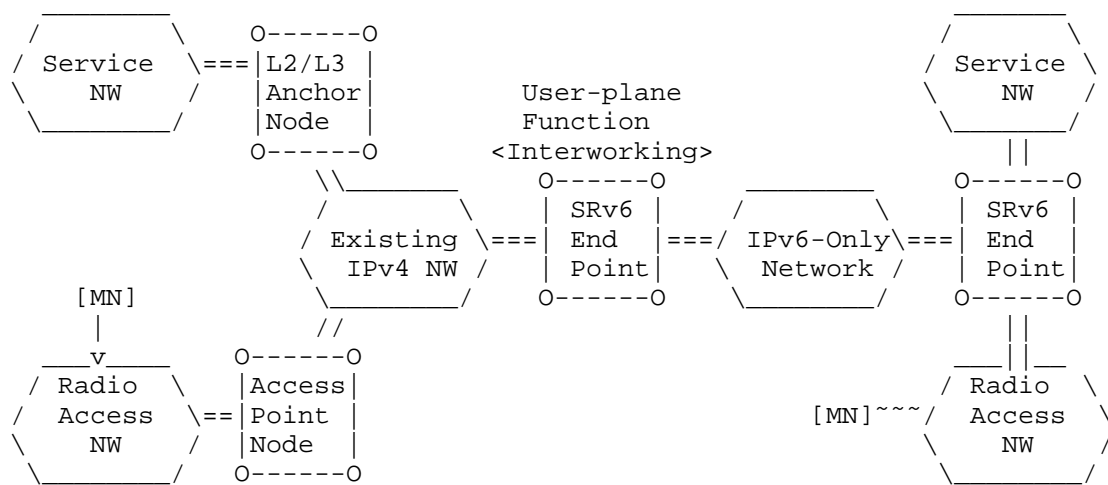 Service
NW
L2/L3
Anchor
Node
User-plane
Function
<Interworking>
Service
NW
Existing
IPv4 NW
SRv6
End
Point
IPv6-Only
Network
SRv6
End
Point
[MN]
Radio
Access
NW
Access
Point
Node
[MN]~~~
Radio
Access
NW